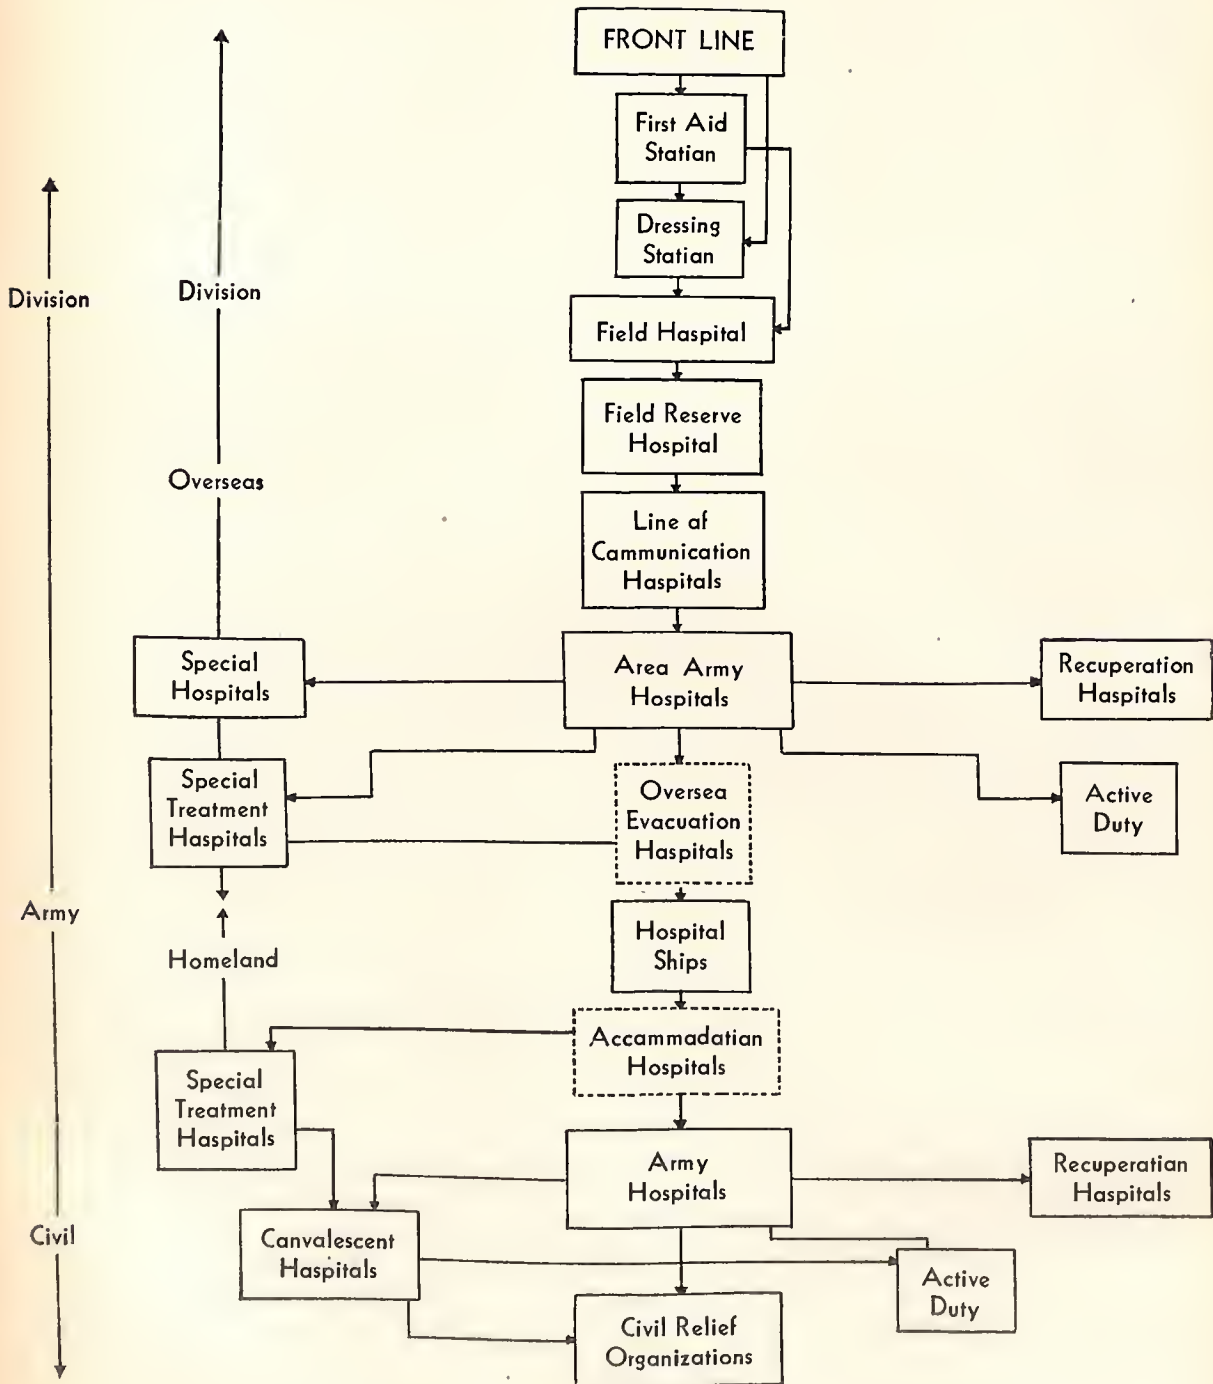 FRONT LINE
First Aid
Statian
Dressing
Statian
Division
Division
Field Haspital
Field Reserve
Hospital
Overseas
Line af
Cammunication
Haspitals
Special
Hospitals
Area Army
Hospitals
Recuperation
Haspitals
Special
Treatment
Haspitals
Oversea
Evacuation
Haspitals
Active
Duty
Army
Homeland
Hospital
Ships
Accammadatian
Hospitals
Special
Treatment
Haspitals
Army
Hospitals
Recuperatian
Haspitals
Civil
Canvalescent
Haspitals
Active
Duty
Civil Relief
Organizations